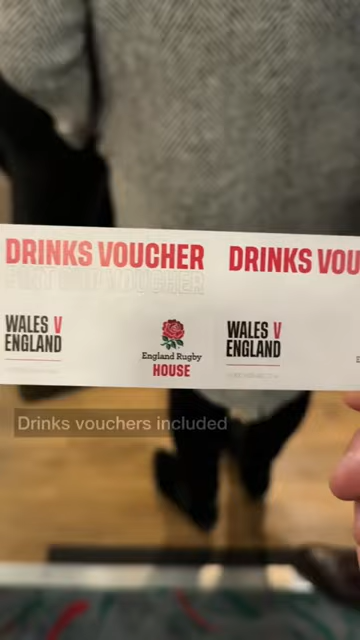 DRINKS VOUCHER
DRINKS VOU
WALES V
ENGLAND
England Rugby
HOUSE
WALES V
ENGLAND
Drinks vouchers included